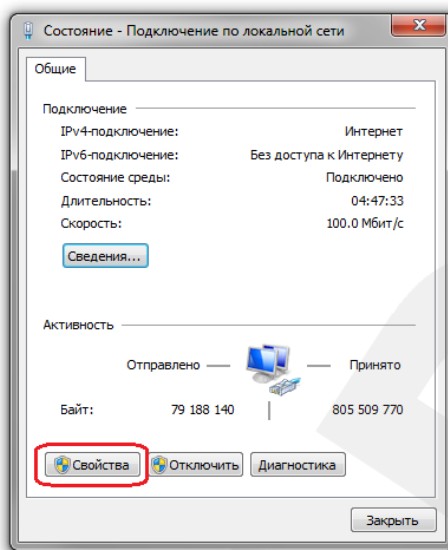 Состояние - Подключение по локальной сети
Общие
Подключение
IPv4-подключение: Интернет
IPv6-подключение: Без доступа к Интернету
Состояние среды: Подключено
Длительность: 04:47:33
Скорость: 100.0 Мбит/с
Сведения...
Активность
Отправлено — — Принято
Байт: 79 188 140 | 805 509 770
Свойства Отключить Диагностика
Закрыть